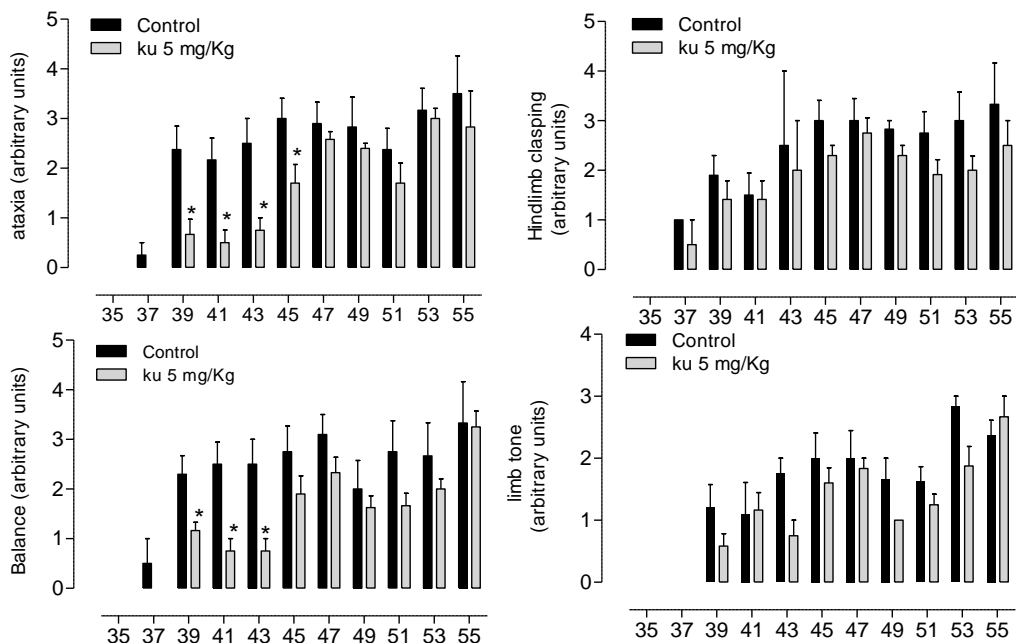 Control
ku 5 mg/Kg
ataxia (arbitrary units)
5
4
3
2
1
0
* * * *
35 37 39 41 43 45 47 49 51 53 55
Control
ku 5 mg/Kg
Hindlimb clasping
(arbitrary units)
5
4
3
2
1
0
35 37 39 41 43 45 47 49 51 53 55
Control
ku 5 mg/Kg
Balance (arbitrary units)
5
4
3
2
1
0
* * *
35 37 39 41 43 45 47 49 51 53 55
Control
ku 5 mg/Kg
limb tone
(arbitrary units)
4
3
2
1
0
35 37 39 41 43 45 47 49 51 53 55